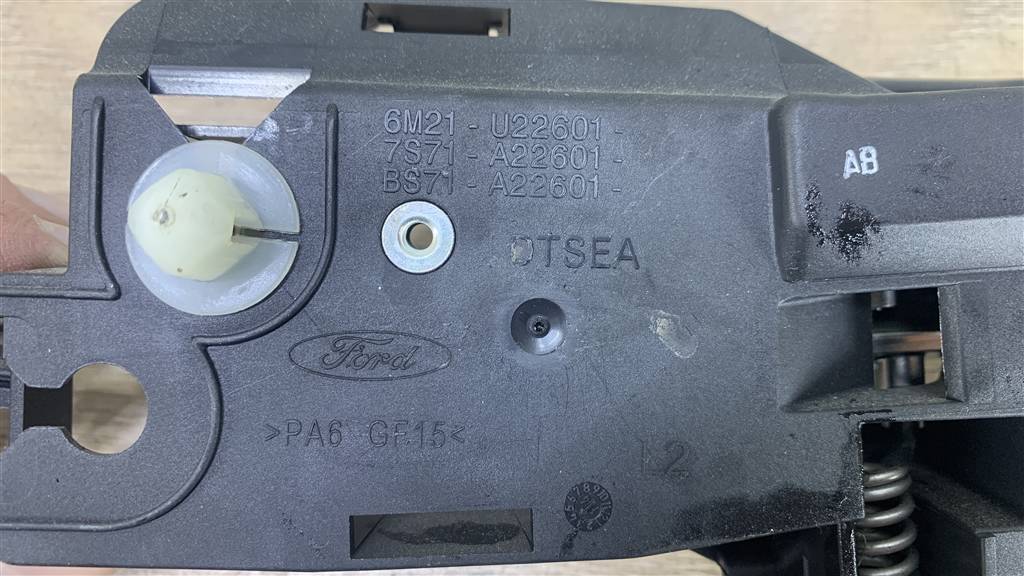 6M21 - U22601 -
7S71 - A22601 -
BS71 - A22601 -
AB
DTSEA
Ford
>PA6 GF15<
L2